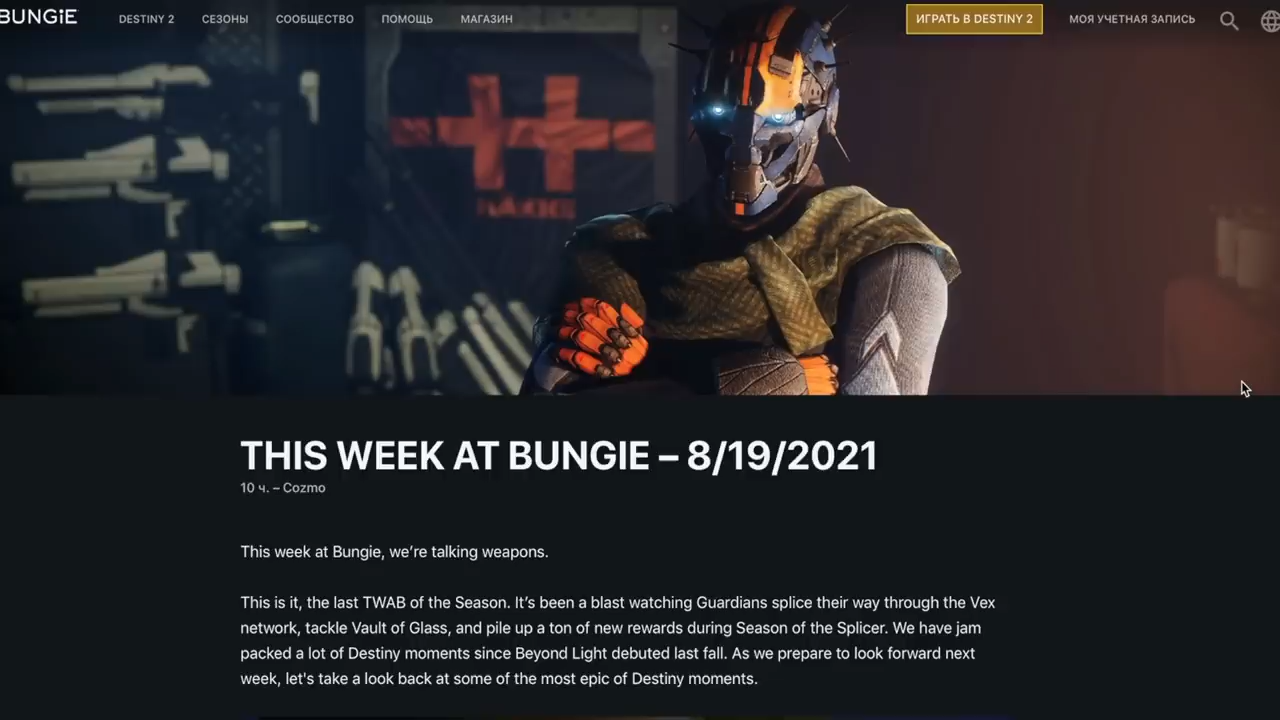 BUNGiE DESTINY 2 СЕЗОНЫ СООБЩЕСТВО ПОМОЩЬ МАГАЗИН ИГРАТЬ В DESTINY 2 МОЯ УЧЕТНАЯ ЗАПИСЬ
THIS WEEK AT BUNGIE – 8/19/2021
10 ч. – Cozmo
This week at Bungie, we’re talking weapons.
This is it, the last TWAB of the Season. It’s been a blast watching Guardians splice their way through the Vex
network, tackle Vault of Glass, and pile up a ton of new rewards during Season of the Splicer. We have jam
packed a lot of Destiny moments since Beyond Light debuted last fall. As we prepare to look forward next
week, let's take a look back at some of the most epic of Destiny moments.